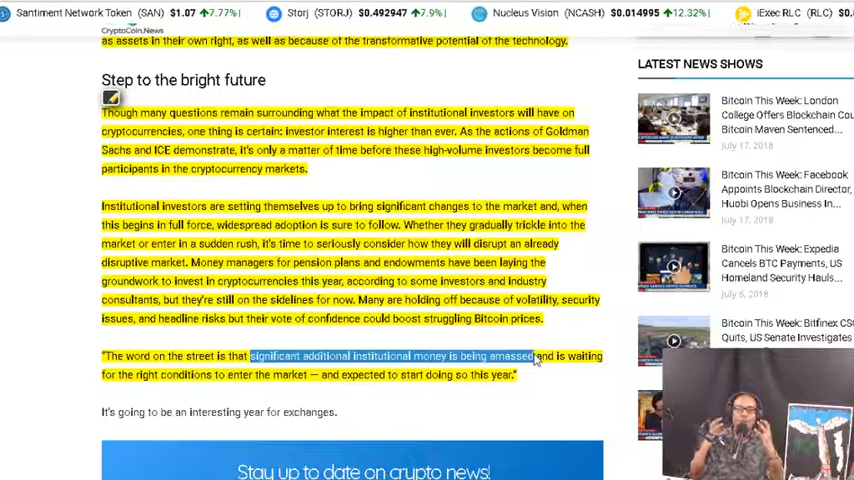 Santiment Network Token (SAN) $1.07 ↑7.77%| Storj (STORJ) $0.492947 ↑7.9%| Nucleus Vision (NCASH) $0.014995 ↑12.32%| iExec RLC (RLC) $0.8
CryptoCoin.News
as assets in their own right, as well as because of the transformative potential of the technology.
Step to the bright future
Though many questions remain surrounding what the impact of institutional investors will have on
cryptocurrencies, one thing is certain: investor interest is higher than ever. As the actions of Goldman
Sachs and ICE demonstrate, it's only a matter of time before these high-volume investors become full
participants in the cryptocurrency markets.
Institutional investors are setting themselves up to bring significant changes to the market and, when
this begins in full force, widespread adoption is sure to follow. Whether they gradually trickle into the
market or enter in a sudden rush, it's time to seriously consider how they will disrupt an already
disruptive market. Money managers for pension plans and endowments have been laying the
groundwork to invest in cryptocurrencies this year, according to some investors and industry
consultants, but they're still on the sidelines for now. Many are holding off because of volatility, security
issues, and headline risks but their vote of confidence could boost struggling Bitcoin prices.
"The word on the street is that significant additional institutional money is being amassed and is waiting
for the right conditions to enter the market — and expected to start doing so this year."
It's going to be an interesting year for exchanges.
Stay up to date on crypto news!
LATEST NEWS SHOWS
Bitcoin This Week: London
College Offers Blockchain Cou
Bitcoin Maven Sentenced...
July 17, 2018
Bitcoin This Week: Facebook
Appoints Blockchain Director,
Huobi Opens Business In...
July 17, 2018
Bitcoin This Week: Expedia
Cancels BTC Payments, US
Homeland Security Hauls...
July 6, 2018
Bitcoin This Week: Bitfinex CSO
Quits, US Senate Investigates